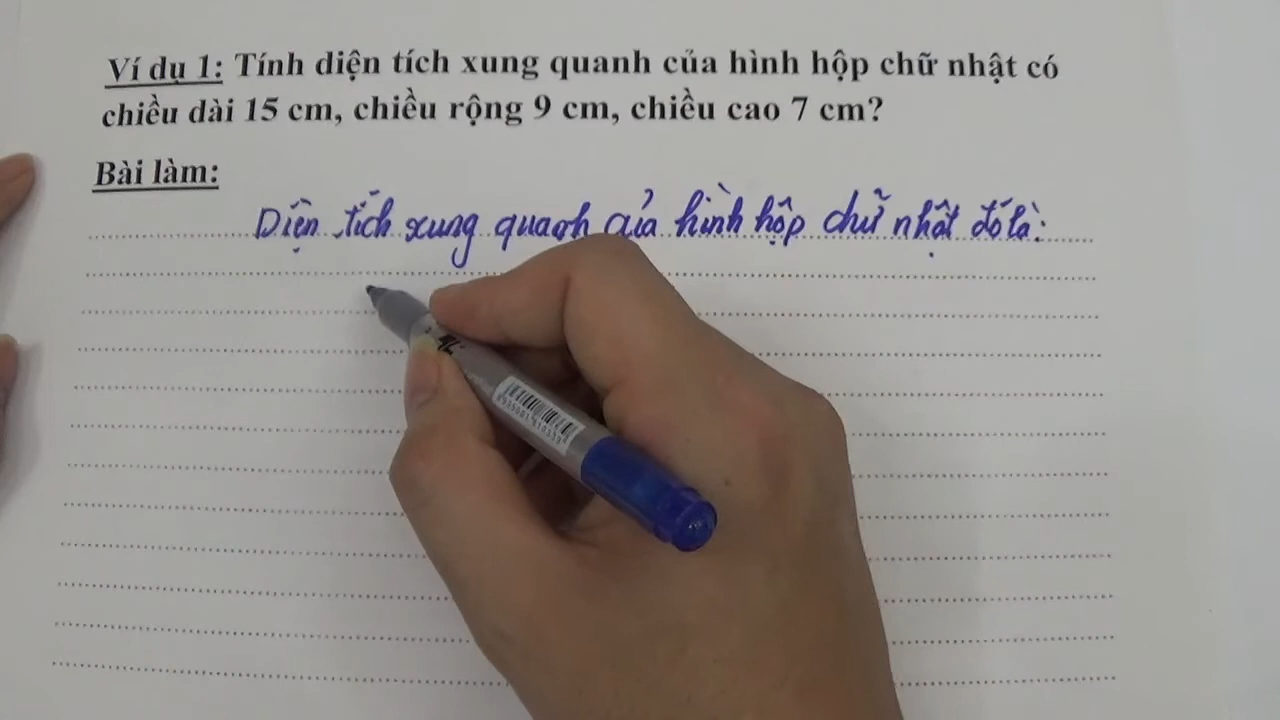 Ví dụ 1: Tính diện tích xung quanh của hình hộp chữ nhật có
chiều dài 15 cm, chiều rộng 9 cm, chiều cao 7 cm?
Bài làm:
Diện tích xung quanh của hình hộp chữ nhật đó là: